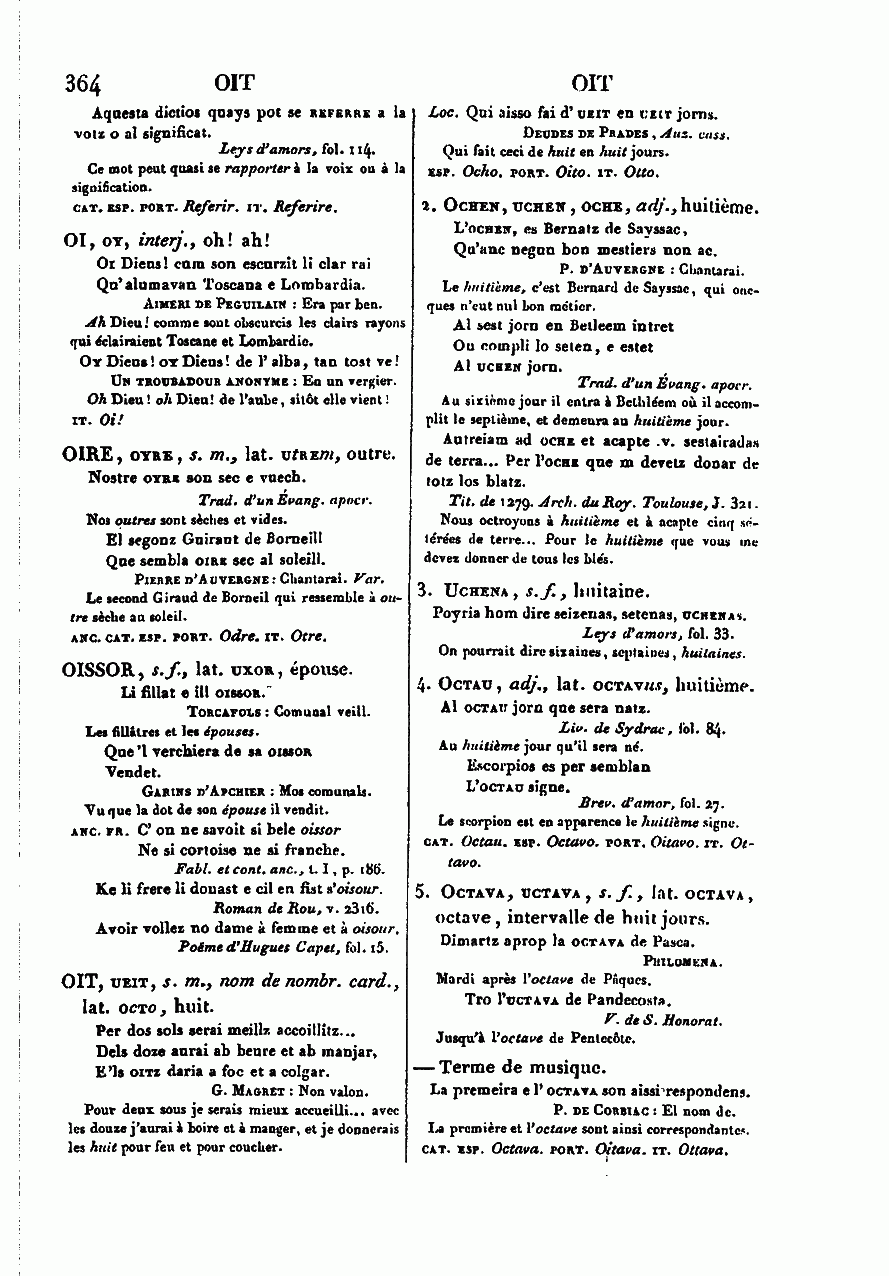 364 OIT OIT
Aquesta dictios quays pot se REFERRE a la
votz o al significat.
Leys d'amors, fol. 114.
Ce mot peut quasi se rapporter à la voix ou à la
signification.
CAT. ESP. PORT. Referir. IT. Referire.
OI, OY, interj., oh! ah!
OI Diens! cum son escurzit li clar rai
Qu'alumavan Toscana e Lombardia.
AIMERI DE PEGUILAIN : Era par ben.
Ah Dieu! comme sont obscurcis les clairs rayons
qui éclairaient Toscane et Lombardie.
OY Diens! OY Diens! de l'alba, tan tost ve!
UN TROUBADOUR ANONYME : En un vergier.
Oh Dieu! oh Dieu! de l'aube, sitôt elle vient!
IT. Oi!
OIRE, OYRE, s. m., lat. UTREm, outre.
Nostre OYRE son sec e vuech.
Trad. d'un Évang. apocr.
Nos outres sont sèches et vides.
El segonz Guiraut de Borneill
Que sembla OIRE sec al soleill.
PIERRE D'AUVERGNE : Chantarai. Var.
Le second Giraud de Borneil qui ressemble à ou-
tre sèche au soleil.
ANC. CAT. ESP. PORT. Odre. IT. Otre.
OISSOR, s. f., lat. UXOR, épouse.
Li fillat e ill OISSOR.
TORCAFOLS : Comunal veill.
Les fillâtres et les épouses.
Que'l verchiera de sa OISSOR
Vendet.
GARINS D'APCHIER : Mos comunals.
Vu que la dot de son épouse il vendit.
ANC. FR. C'on ne savoit si bele oissor
Ne si cortoise ne si franche.
Fabl. et cont. anc., t. I, p. 186.
Ke li frere li donast e cil en fist s'oisour.
Roman de Rou, v. 2316.
Avoir vollez no dame à femme et à oisour.
Poëme d'Hugues Capet, fol. 15.
OIT, UEIT, s. m., nom de nombr. card.,
lat. OCTO, huit.
Per dos sols serai meillz accoillitz...
Dels doze aurai ab beure et ab manjar,
E'ls OITZ daria a foc et a colgar.
G. MAGRET : Non valon.
Pour deux sous je serais mieux accueilli... avec
les douze j'aurai à boire et à manger, et je donnerais
les huit pour feu et pour coucher.
Loc. Qui aisso fai d'UEIT en UEIT jorns.
DEUDES DE PRADES, Auz. cass.
Qui fait ceci de huit en huit jours.
ESP. Ocho. PORT. Oito. IT. Otto.
2. OCHEN, UCHEN, OCHE, adj., huitième.
L'OCHEN, es Bernatz de Sayssac,
Qu'anc negun bon mestiers non ac.
P. D'AUVERGNE : Chantarai.
Le huitième, c'est Bernard de Sayssac, qui onc-
ques n'eut nul bon métier.
Al sest jorn en Betleem intret
Ou compli lo seten, e estet
Al UCHEN jorn.
Trad. d'un Évang. apocr.
Au sixième jour il entra à Bethléem où il accom-
plit le septième, et demeura au huitième jour.
Autreiam ad OCHE et acapte .v. sestairadas
de terra... Per l'OCHE que m devetz donar de
totz los blatz.
Tit. de 1279. Arch. du Roy. Toulouse, J. 321.
Nous octroyons à huitième et à acapte cinq sé-
térées de terre... Pour le huitième que vous me
devez donner de tous les blés.
3. UCHENA, s. f., huitaine.
Poyria hom dire seizenas, setenas, UCHENAS.
Leys d'amors, fol. 33.
On pourrait dire sixaines, septaines, huitaines.
4. OCTAU, adj., lat. OCTAVus, huitième.
Al OCTAU jorn que sera natz.
Liv. de Sydrac, fol. 84.
Au huitième jour qu'il sera né.
Escorpios es per semblan
L'OCTAU signe.
Brev. d'amor, fol. 27.
Le scorpion est en apparence le huitième signe.
CAT. Octau. ESP. Octavo. PORT. Oitavo. IT. Ot-
tavo.
5. OCTAVA, UCTAVA, s. f., lat. OCTAVA,
octave, intervalle de huit jours.
Dimartz aprop la OCTAVA de Pasca.
PHILOMENA.
Mardi après l'octave de Pâques.
Tro l'UCTAVA de Pandecosta.
V. de S. Honorat.
Jusqu'à l'octave de Pentecôte.
— Terme de musique.
La premeira e l'OCTAVA son aissi respondens.
P. DE CORBIAC : El nom de.
La première et l'octave sont ainsi correspondantes.
CAT. ESP. Octava. PORT. Oitava. IT. Ottava.